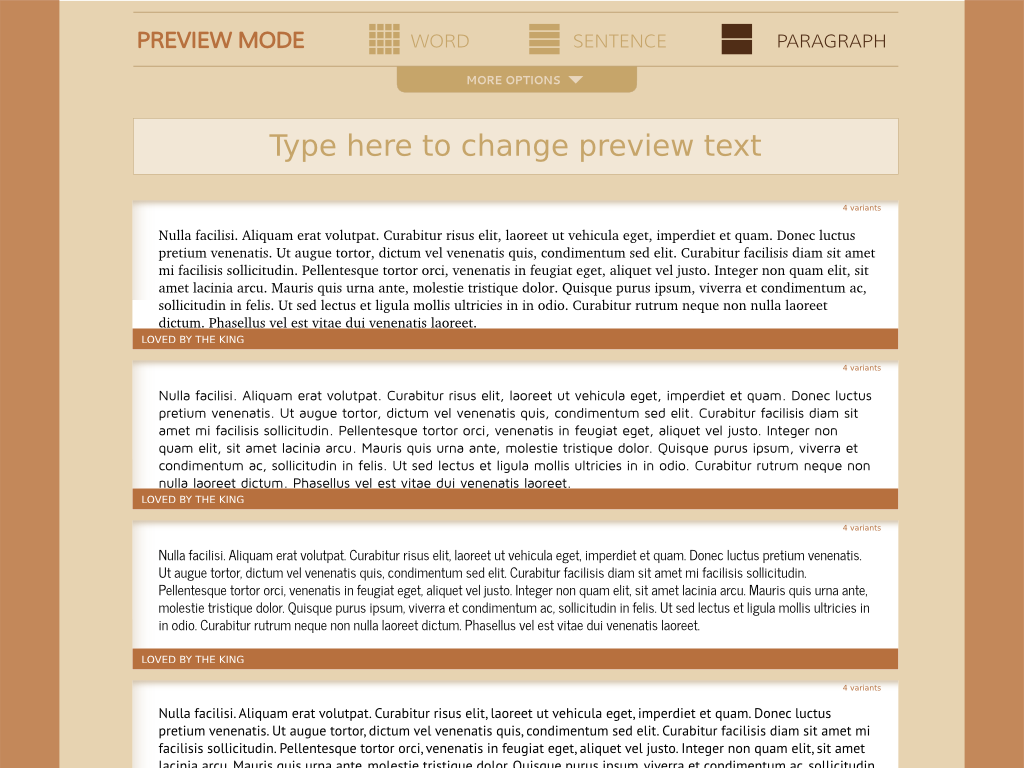 PREVIEW MODE WORD SENTENCE PARAGRAPH
MORE OPTIONS
Type here to change preview text
4 variants
Nulla facilisi. Aliquam erat volutpat. Curabitur risus elit, laoreet ut vehicula eget, imperdiet et quam. Donec luctus
pretium venenatis. Ut augue tortor, dictum vel venenatis quis, condimentum sed elit. Curabitur facilisis diam sit amet
mi facilisis sollicitudin. Pellentesque tortor orci, venenatis in feugiat eget, aliquet vel justo. Integer non quam elit, sit
amet lacinia arcu. Mauris quis urna ante, molestie tristique dolor. Quisque purus ipsum, viverra et condimentum ac,
sollicitudin in felis. Ut sed lectus et ligula mollis ultricies in in odio. Curabitur rutrum neque non nulla laoreet
dictum. Phasellus vel est vitae dui venenatis laoreet.
LOVED BY THE KING
4 variants
Nulla facilisi. Aliquam erat volutpat. Curabitur risus elit, laoreet ut vehicula eget, imperdiet et quam. Donec luctus
pretium venenatis. Ut augue tortor, dictum vel venenatis quis, condimentum sed elit. Curabitur facilisis diam sit
amet mi facilisis sollicitudin. Pellentesque tortor orci, venenatis in feugiat eget, aliquet vel justo. Integer non
quam elit, sit amet lacinia arcu. Mauris quis urna ante, molestie tristique dolor. Quisque purus ipsum, viverra et
condimentum ac, sollicitudin in felis. Ut sed lectus et ligula mollis ultricies in in odio. Curabitur rutrum neque non
nulla laoreet dictum. Phasellus vel est vitae dui venenatis laoreet.
LOVED BY THE KING
4 variants
Nulla facilisi. Aliquam erat volutpat. Curabitur risus elit, laoreet ut vehicula eget, imperdiet et quam. Donec luctus pretium venenatis.
Ut augue tortor, dictum vel venenatis quis, condimentum sed elit. Curabitur facilisis diam sit amet mi facilisis sollicitudin.
Pellentesque tortor orci, venenatis in feugiat eget, aliquet vel justo. Integer non quam elit, sit amet lacinia arcu. Mauris quis urna ante,
molestie tristique dolor. Quisque purus ipsum, viverra et condimentum ac, sollicitudin in felis. Ut sed lectus et ligula mollis ultricies in
in odio. Curabitur rutrum neque non nulla laoreet dictum. Phasellus vel est vitae dui venenatis laoreet.
LOVED BY THE KING
4 variants
Nulla facilisi. Aliquam erat volutpat. Curabitur risus elit, laoreet ut vehicula eget, imperdiet et quam. Donec luctus
pretium venenatis. Ut augue tortor, dictum vel venenatis quis, condimentum sed elit. Curabitur facilisis diam sit amet mi
facilisis sollicitudin. Pellentesque tortor orci, venenatis in feugiat eget, aliquet vel justo. Integer non quam elit, sit amet
lacinia arcu. Mauris quis urna ante, molestie tristique dolor. Quisque purus ipsum, viverra et condimentum ac, sollicitudin